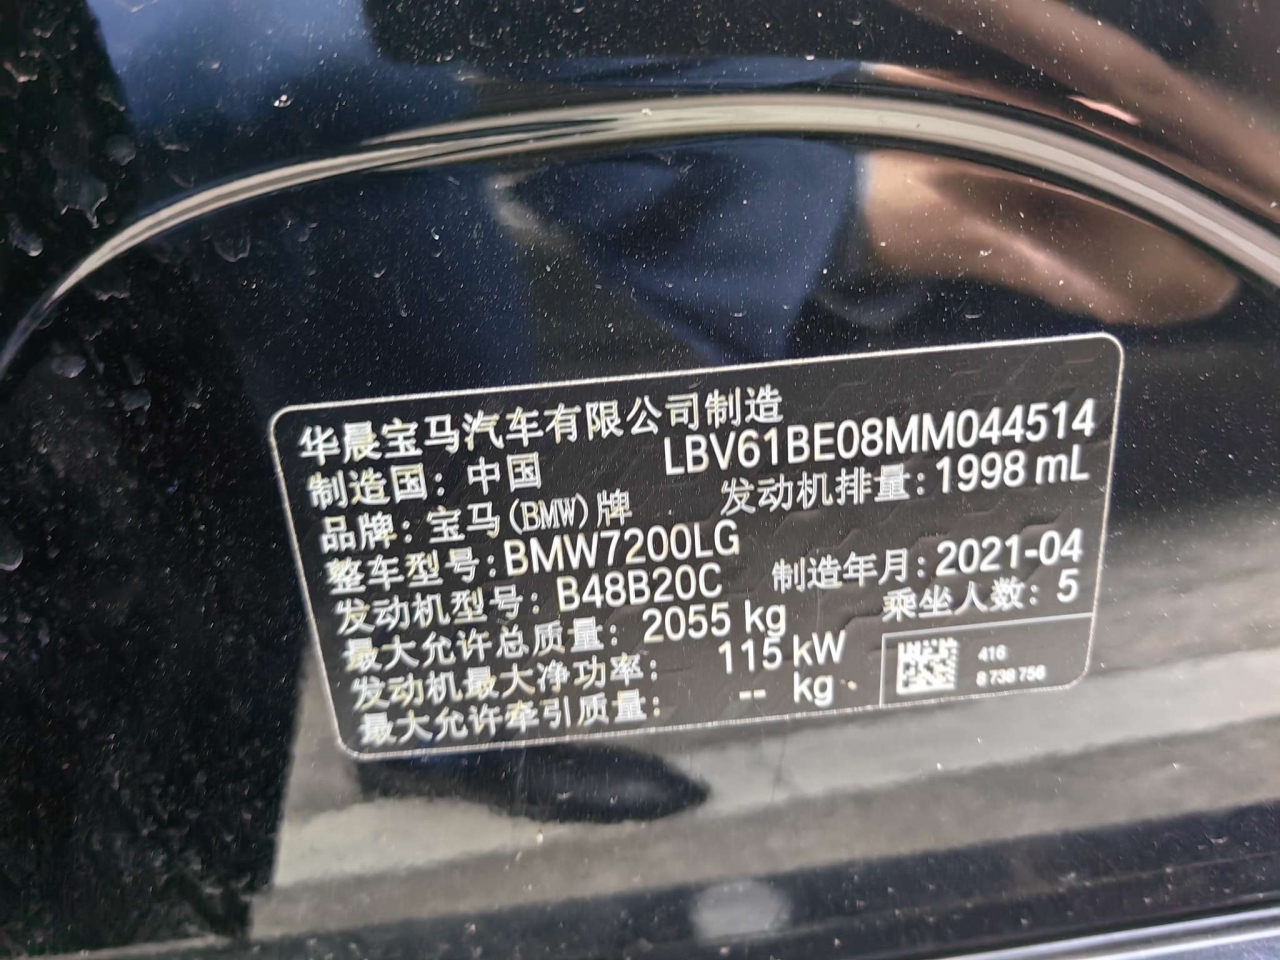 华晨宝马汽车有限公司制造
制造国：中国 LBV61BE08MM044514
品牌：宝马(BMW)牌 发动机排量：1998 mL
整车型号：BMW7200LG
发动机型号：B48B20C 制造年月：2021-04
最大允许总质量：2055 kg 乘坐人数：5
发动机最大净功率：115 kW
最大允许牵引质量：-- kg
416
8 738 756